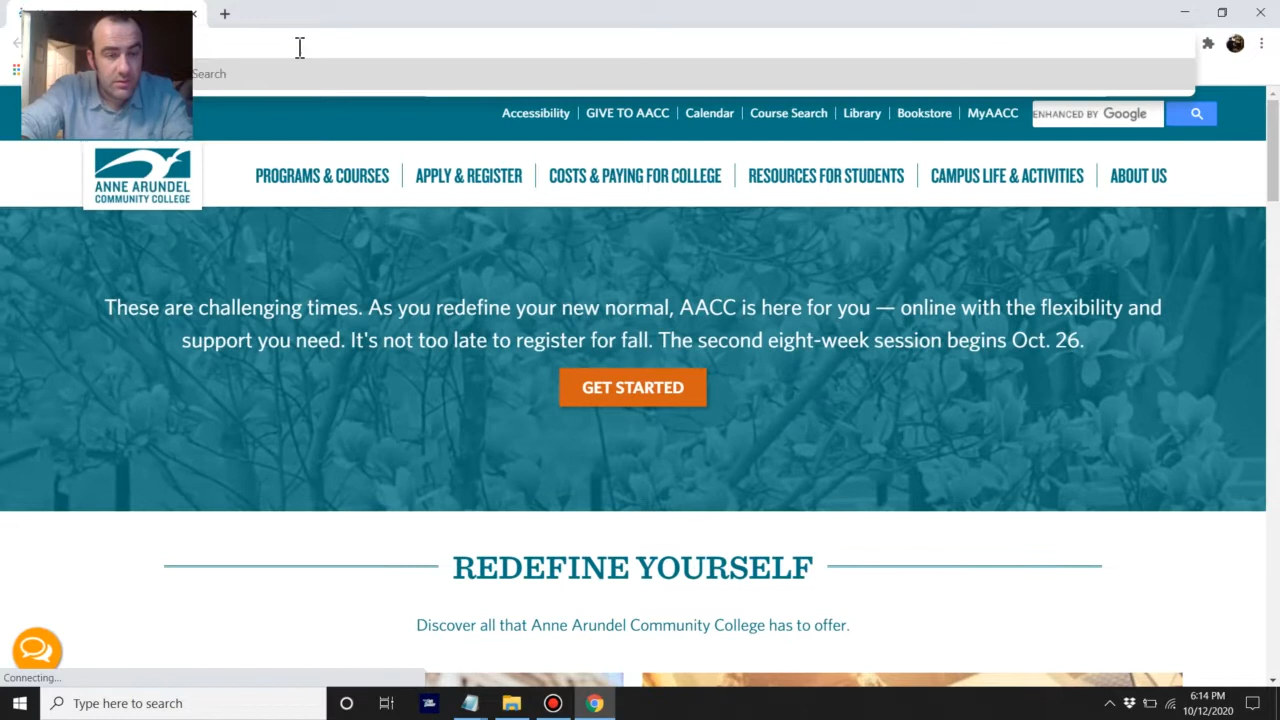 Search
Accessibility
GIVE TO AACC
Calendar
Course Search
Library
Bookstore
MyAACC
ENHANCED BY Google
ANNE ARUNDEL
COMMUNITY COLLEGE
PROGRAMS & COURSES
APPLY & REGISTER
COSTS & PAYING FOR COLLEGE
RESOURCES FOR STUDENTS
CAMPUS LIFE & ACTIVITIES
ABOUT US
These are challenging times. As you redefine your new normal, AACC is here for you — online with the flexibility and
support you need. It's not too late to register for fall. The second eight-week session begins Oct. 26.
GET STARTED
REDEFINE YOURSELF
Discover all that Anne Arundel Community College has to offer.
Connecting...
Type here to search
6:14 PM
10/12/2020